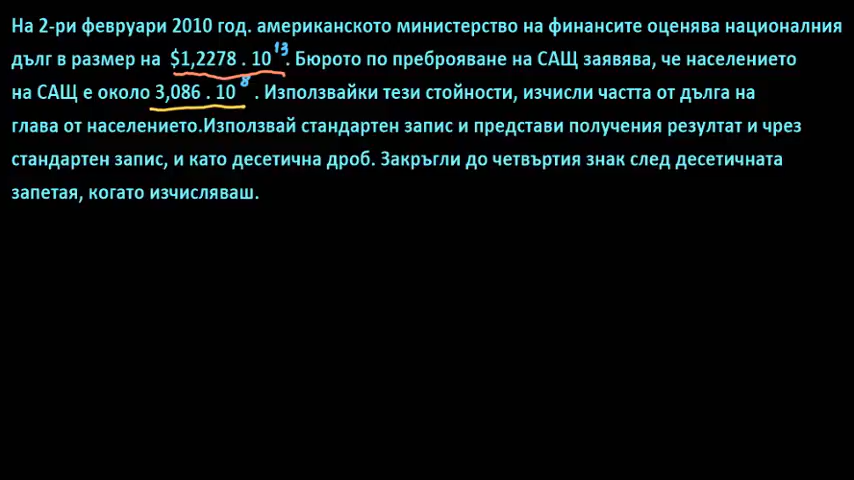 На 2-ри февруари 2010 год. американското министерство на финансите оценява националния
дълг в размер на $1,2278 . 10¹³. Бюрото по преброяване на САЩ заявява, че населението
на САЩ е около 3,086 . 10⁸ . Използвайки тези стойности, изчисли частта от дълга на
глава от населението.Използвай стандартен запис и представи получения резултат и чрез
стандартен запис, и като десетична дроб. Закръгли до четвъртия знак след десетичната
запетая, когато изчисляваш.